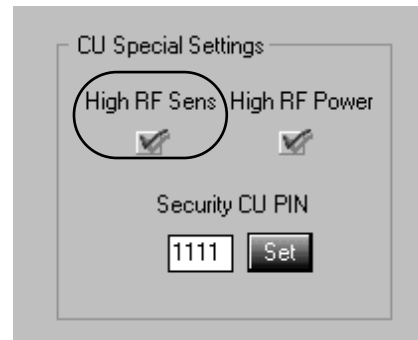 CU Special Settings
High RF Sens High RF Power
Security CU PIN
1111 Set